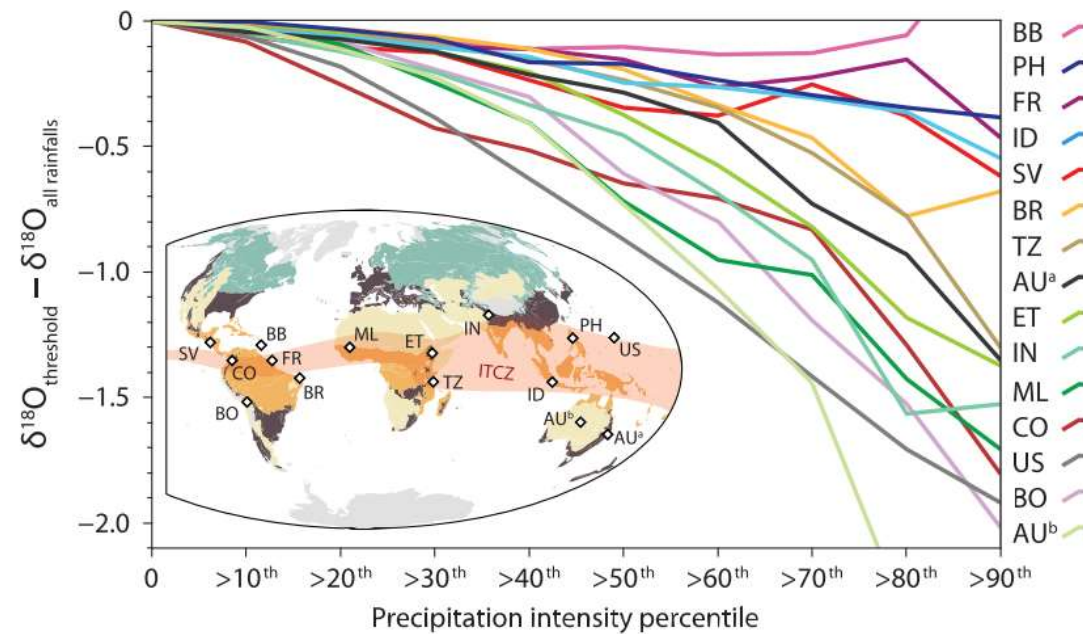 δ¹⁸Othreshold – δ¹⁸Oall rainfalls
0
−0.5
−1.0
−1.5
−2.0
0 >10th >20th >30th >40th >50th >60th >70th >80th >90th
Precipitation intensity percentile
BB
PH
FR
ID
SV
BR
TZ
AUᵃ
ET
IN
ML
CO
US
BO
AUᵇ
SV
BB
CO
FR
BO
BR
ML
ET
TZ
IN
ITCZ
PH
US
ID
AUᵇ
AUᵃ